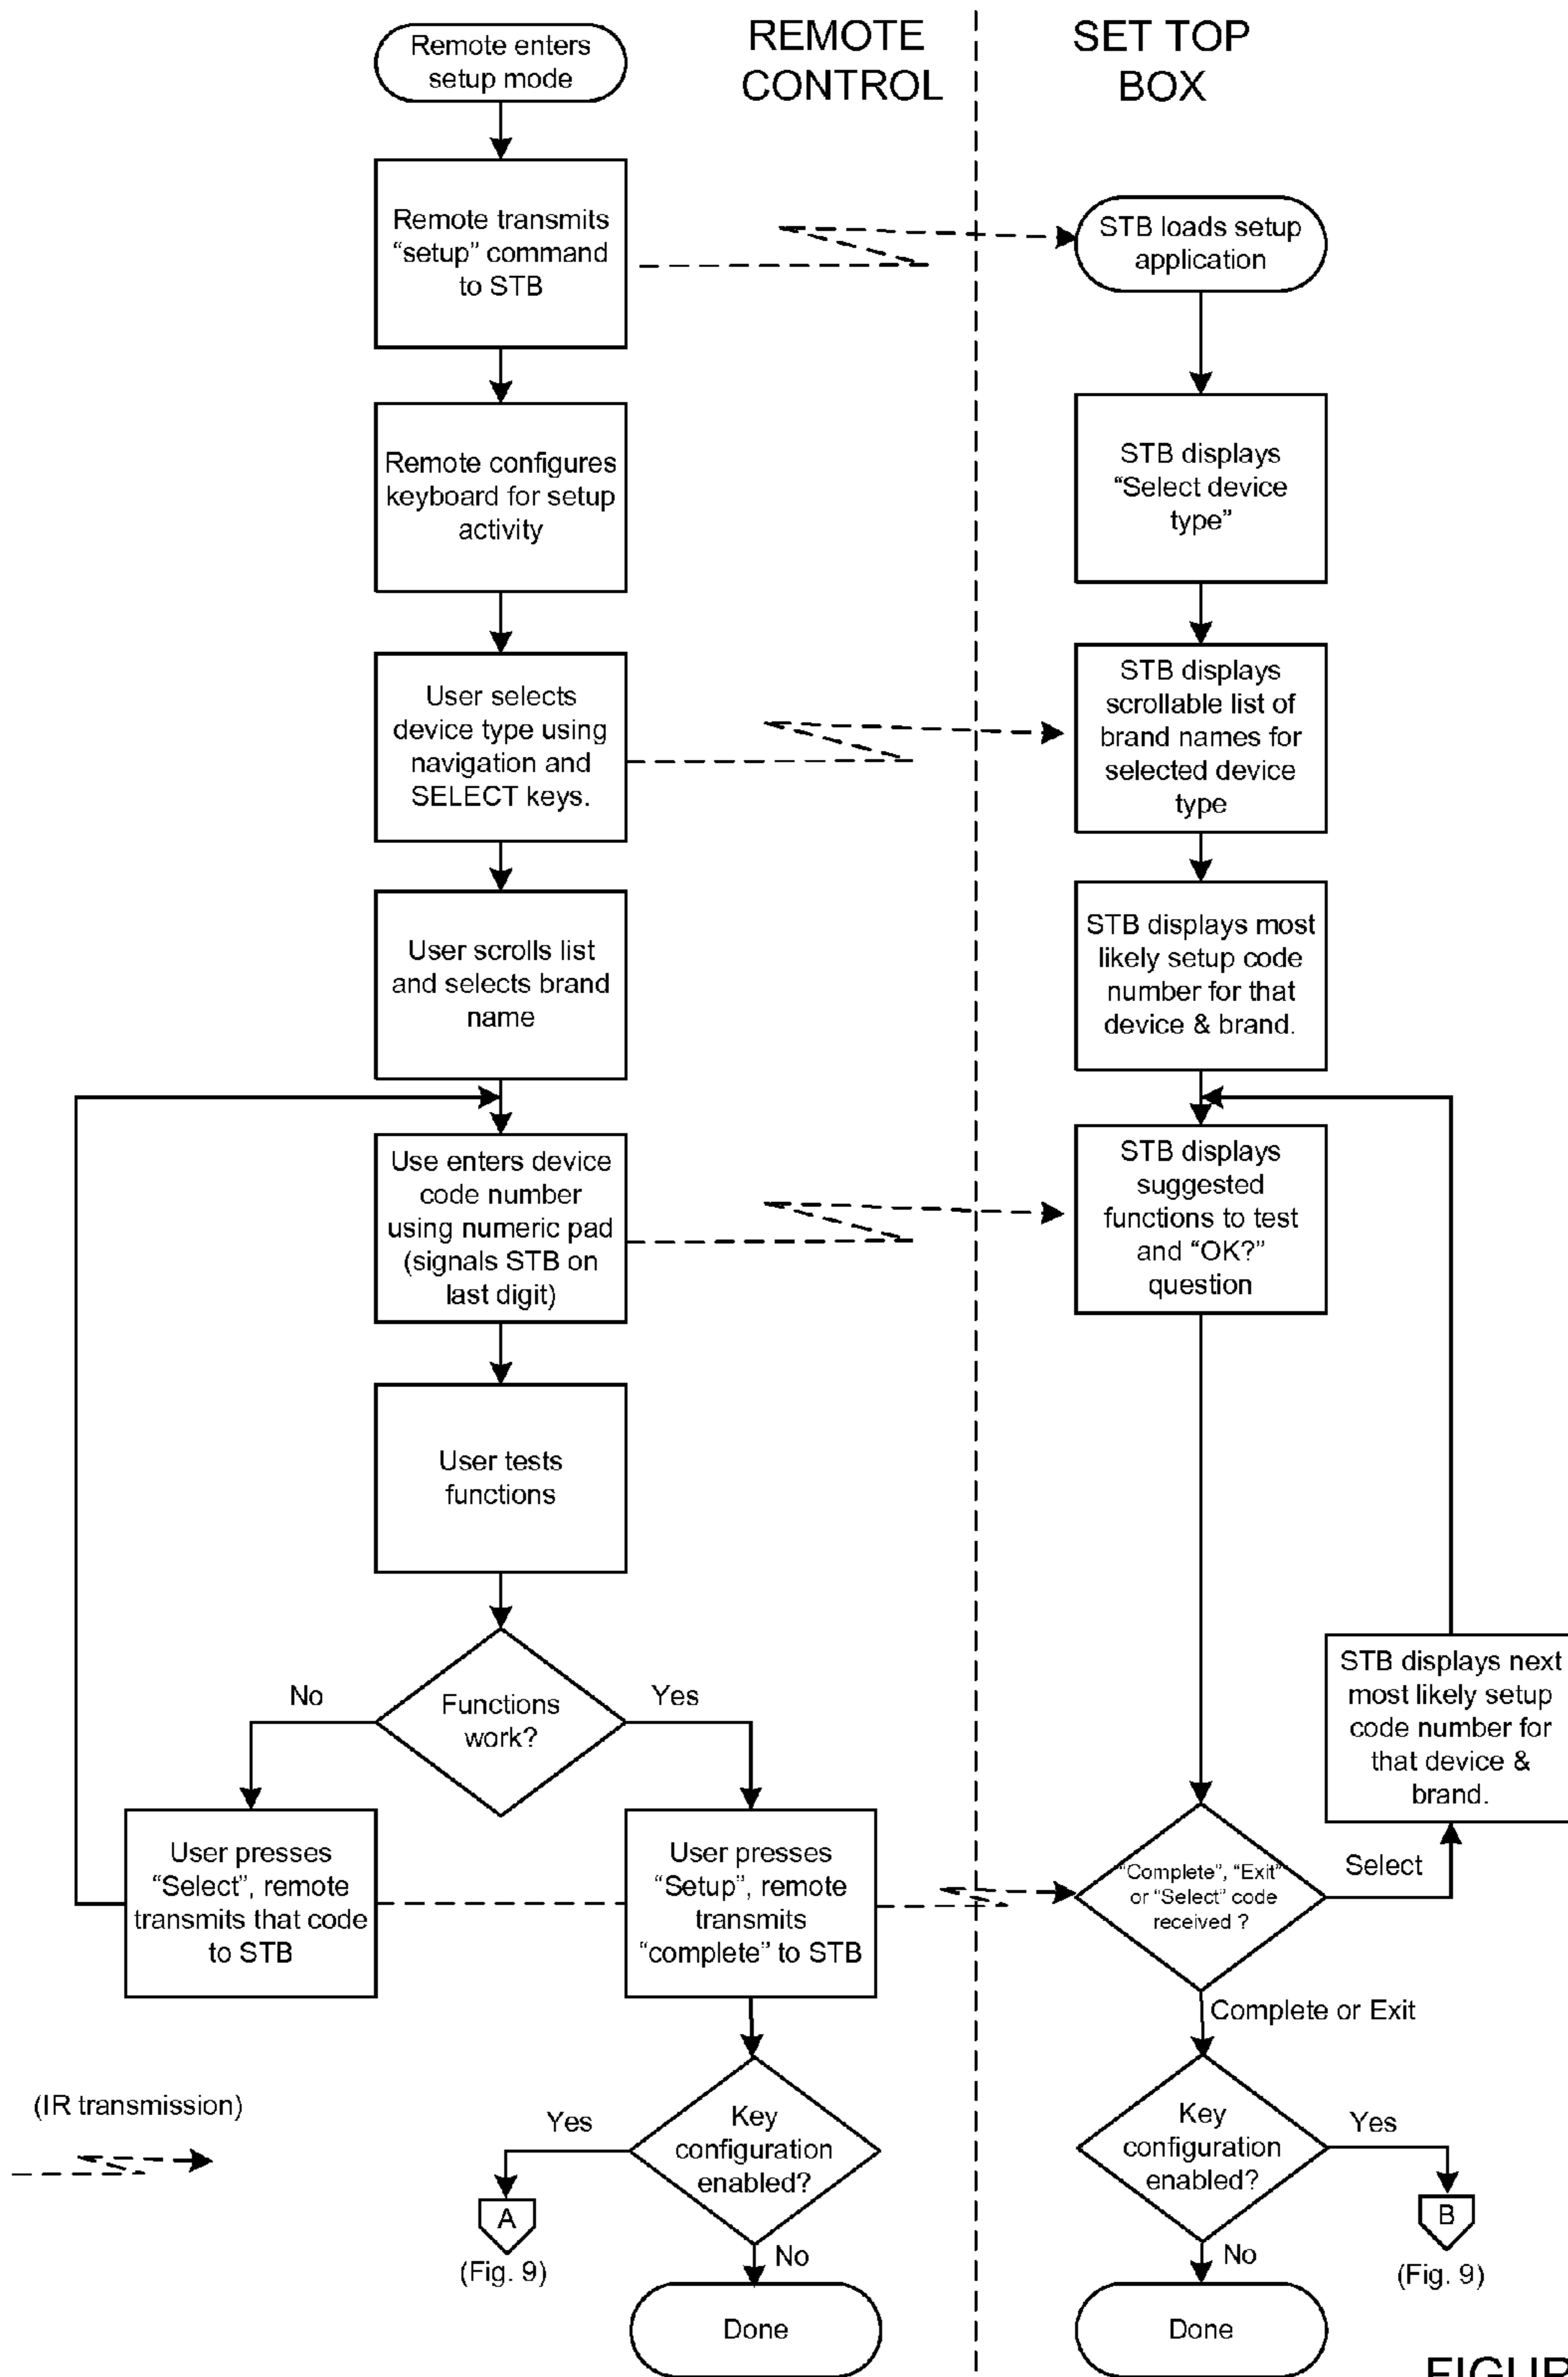 REMOTE
CONTROL
SET TOP
BOX
Remote enters
setup mode
Remote transmits
“setup” command
to STB
Remote configures
keyboard for setup
activity
User selects
device type using
navigation and
SELECT keys.
User scrolls list
and selects brand
name
Use enters device
code number
using numeric pad
(signals STB on
last digit)
User tests
functions
Functions
work?
No
Yes
User presses
“Select”, remote
transmits that code
to STB
User presses
“Setup”, remote
transmits
“complete” to STB
Key
configuration
enabled?
Yes
A
(Fig. 9)
No
Done
(IR transmission)
STB loads setup
application
STB displays
“Select device
type”
STB displays
scrollable list of
brand names for
selected device
type
STB displays most
likely setup code
number for that
device & brand.
STB displays
suggested
functions to test
and “OK?”
question
STB displays next
most likely setup
code number for
that device &
brand.
“Complete”, “Exit”
or “Select” code
received ?
Select
Complete or Exit
Key
configuration
enabled?
Yes
B
(Fig. 9)
No
Done